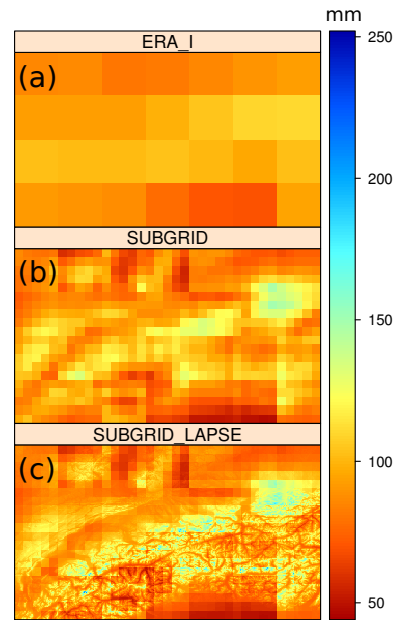 mm
ERA_I
(a)
SUBGRID
(b)
SUBGRID_LAPSE
(c)
250
200
150
100
50